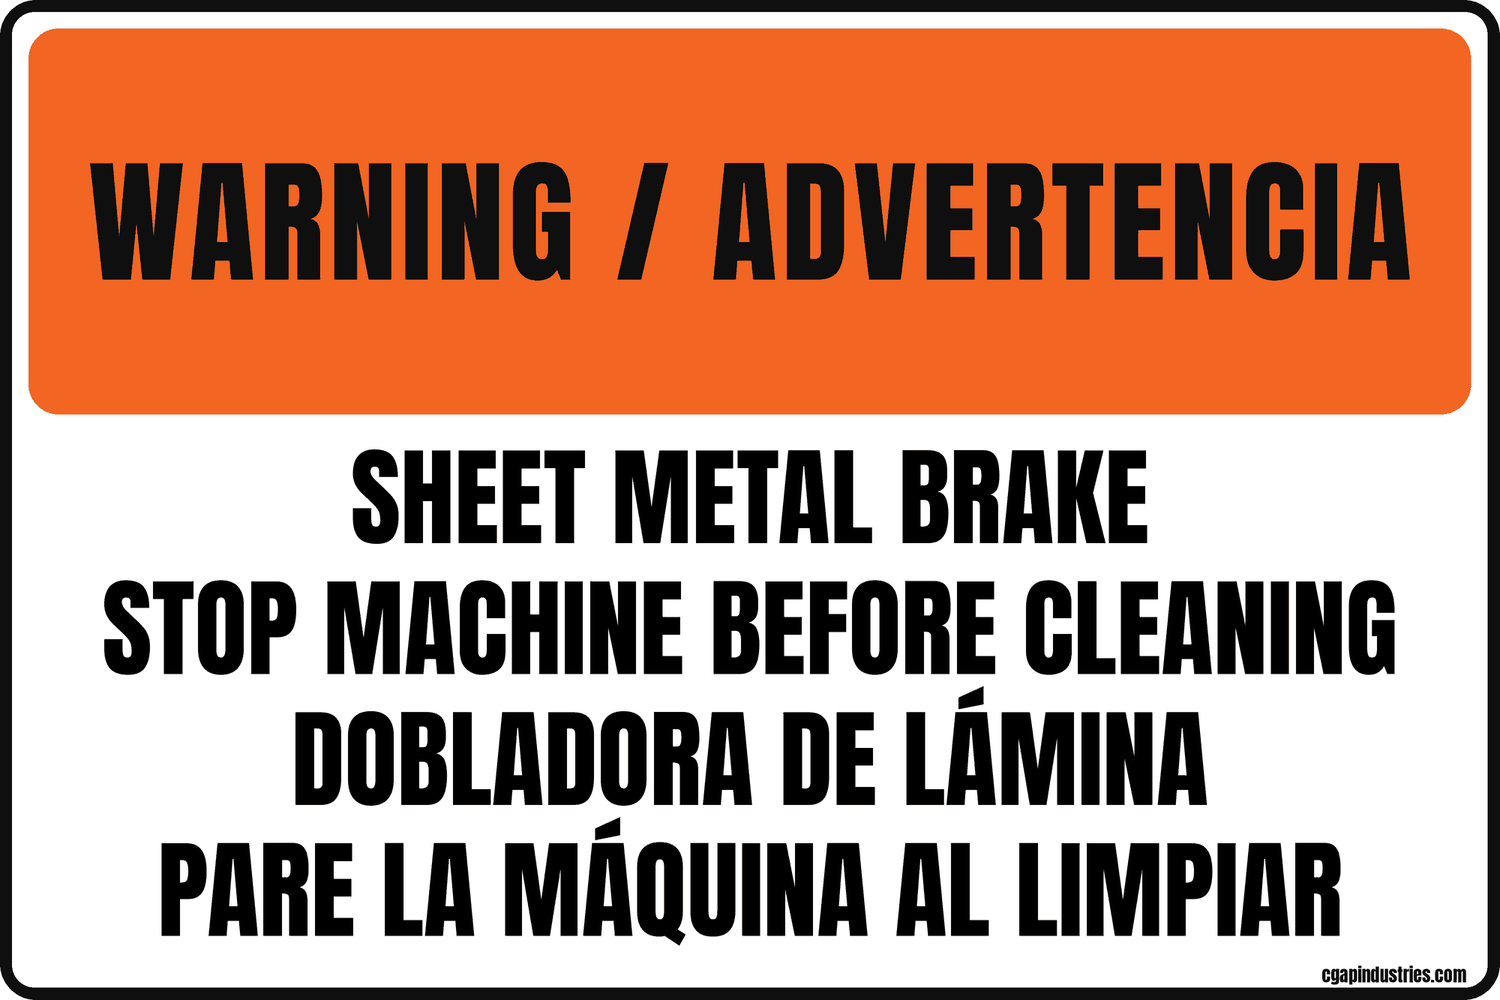 WARNING / ADVERTENCIA
SHEET METAL BRAKE
STOP MACHINE BEFORE CLEANING
DOBLADORA DE LÁMINA
PARE LA MÁQUINA AL LIMPIAR
cgapindustries.com